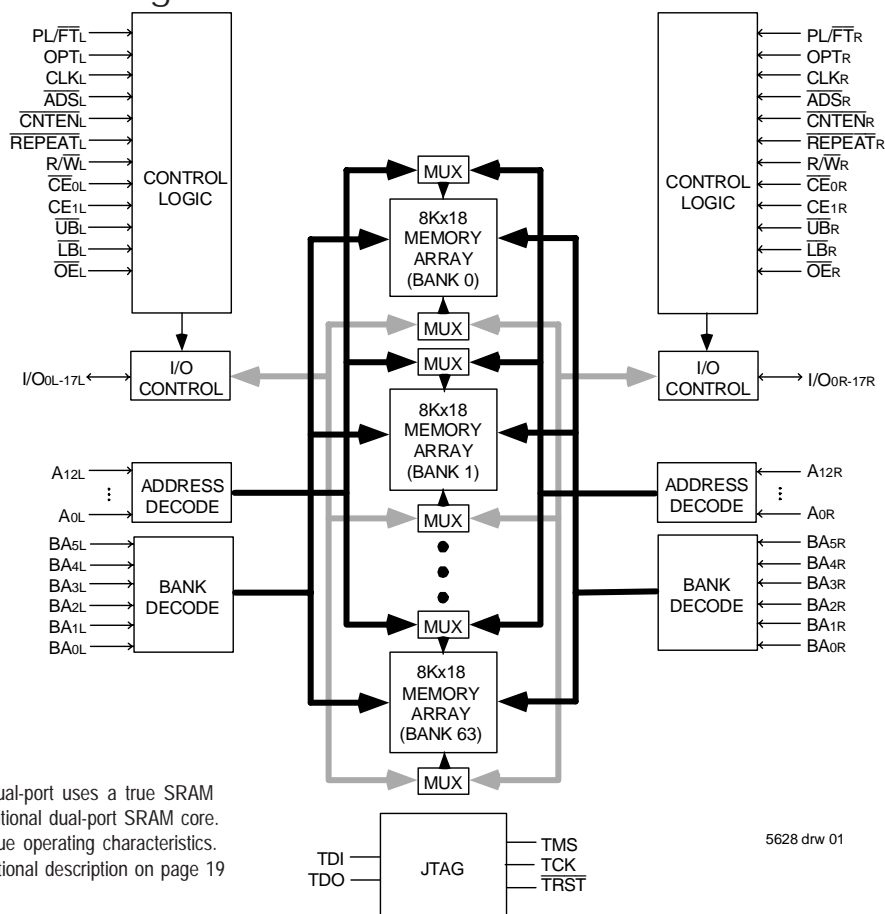 PL/FTL
OPTL
CLKL
ADSL
CNTENL
REPEATL
R/WL
CE0L
CE1L
UBL
LBL
OEL
CONTROL
LOGIC
I/O0L-17L
I/O
CONTROL
A12L
A0L
ADDRESS
DECODE
BA5L
BA4L
BA3L
BA2L
BA1L
BA0L
BANK
DECODE
MUX
8Kx18
MEMORY
ARRAY
(BANK 0)
MUX
MUX
8Kx18
MEMORY
ARRAY
(BANK 1)
MUX
MUX
8Kx18
MEMORY
ARRAY
(BANK 63)
MUX
PL/FTR
OPTR
CLKR
ADSR
CNTENR
REPEATR
R/WR
CE0R
CE1R
UBR
LBR
OER
CONTROL
LOGIC
I/O
CONTROL
I/O0R-17R
ADDRESS
DECODE
A12R
A0R
BANK
DECODE
BA5R
BA4R
BA3R
BA2R
BA1R
BA0R
ual-port uses a true SRAM
tional dual-port SRAM core.
ue operating characteristics.
tional description on page 19
TDI
TDO
JTAG
TMS
TCK
TRST
5628 drw 01